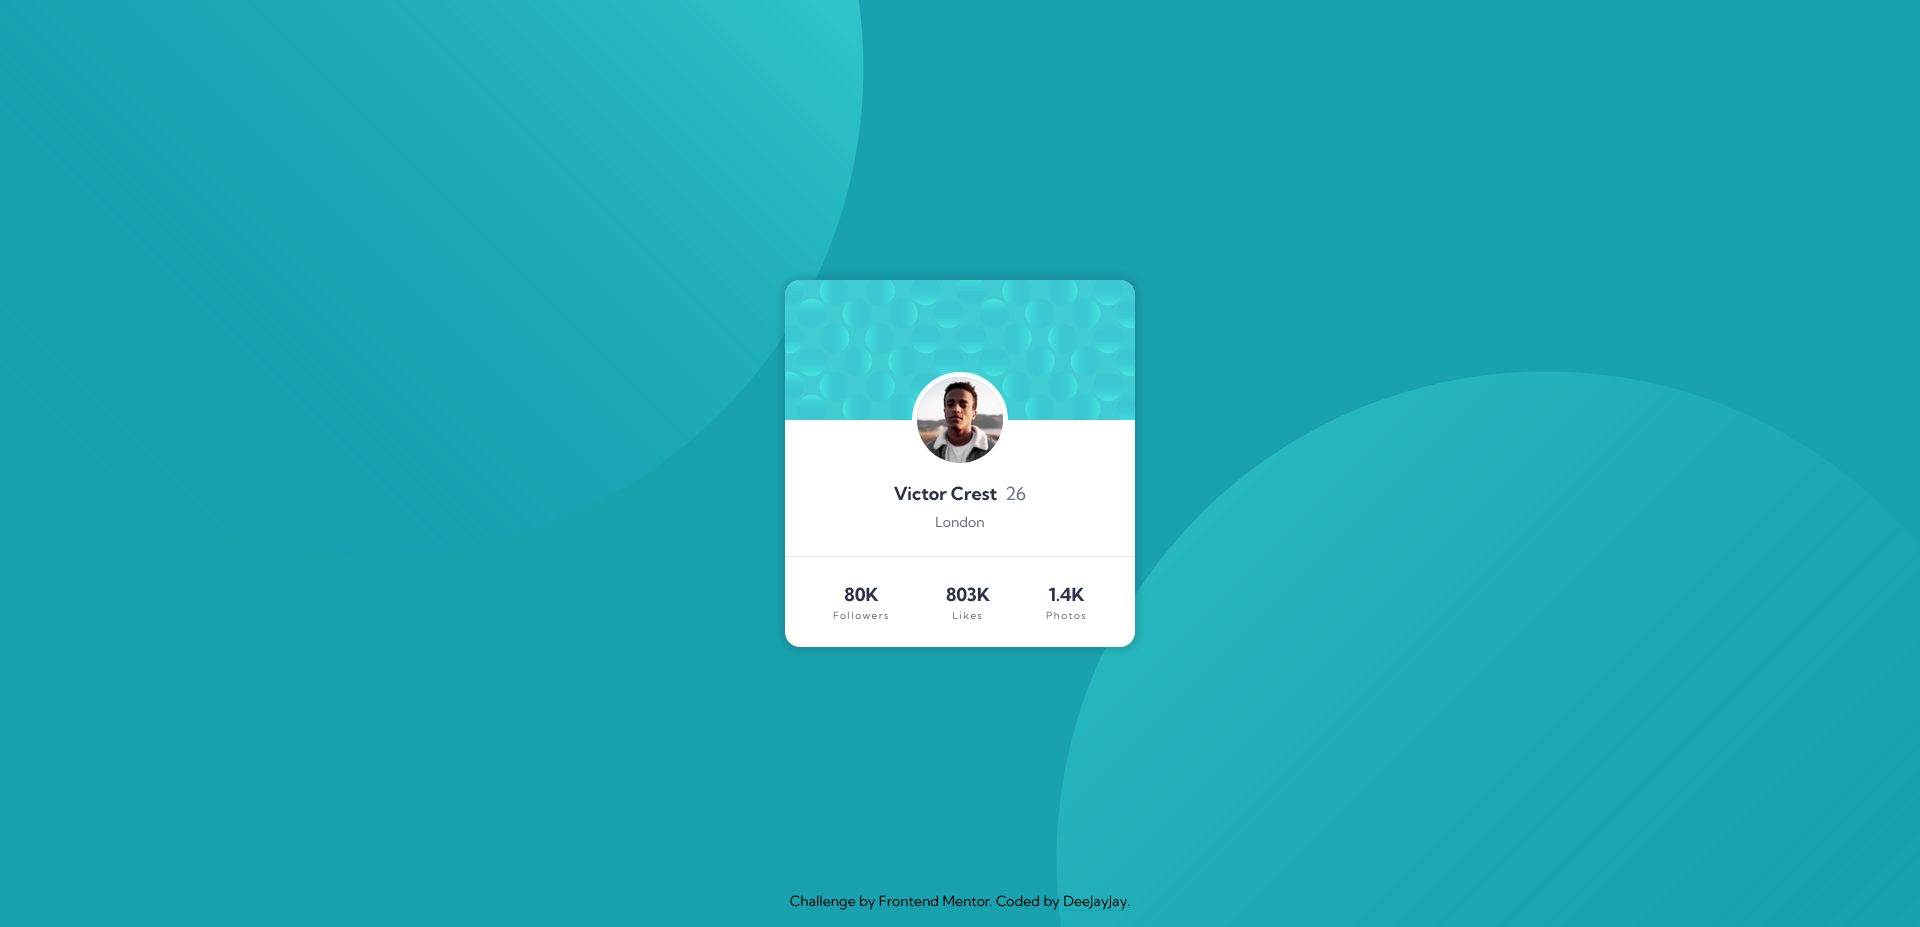 Victor Crest 26
London
80K 803K 1.4K
Followers Likes Photos
Challenge by Frontend Mentor. Coded by DeeJayJay.